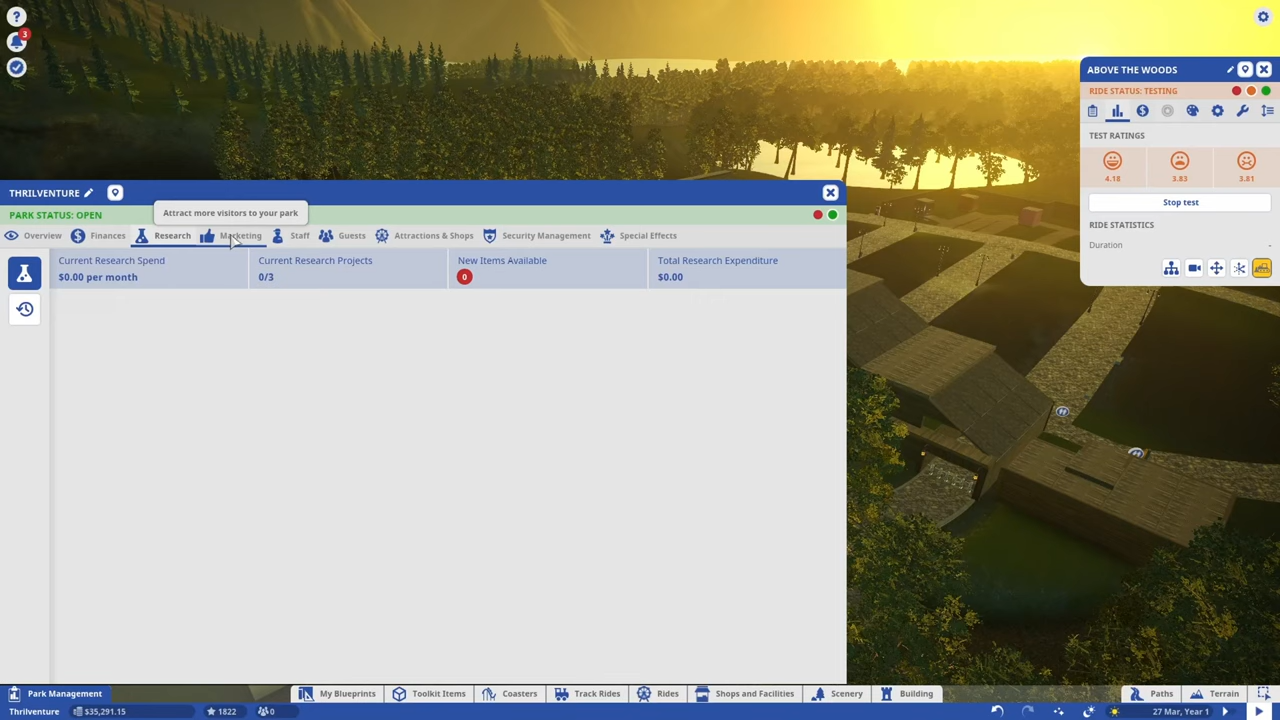 ?
3
ABOVE THE WOODS
RIDE STATUS: TESTING
TEST RATINGS
4.18 3.83 3.81
Stop test
RIDE STATISTICS
Duration -
THRILVENTURE
Attract more visitors to your park
PARK STATUS: OPEN
Overview Finances Research Marketing Staff Guests Attractions & Shops Security Management Special Effects
Current Research Spend Current Research Projects New Items Available Total Research Expenditure
$0.00 per month 0/3 0 $0.00
Park Management My Blueprints Toolkit Items Coasters Track Rides Rides Shops and Facilities Scenery Building Paths Terrain
Thrilventure $35,291.15 1822 0 27 Mar, Year 1